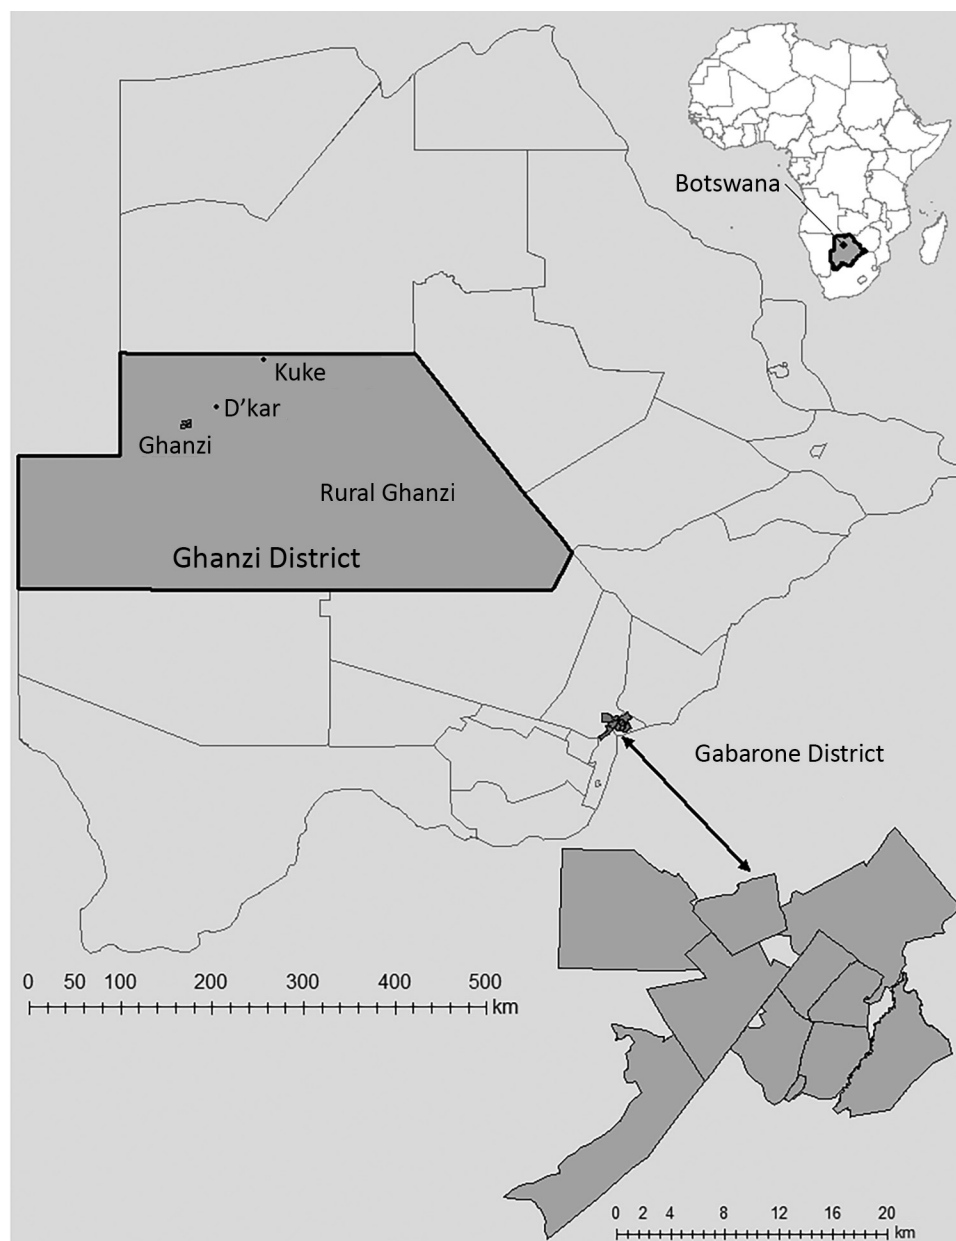 Botswana
Kuke
D’kar
Ghanzi
Rural Ghanzi
Ghanzi District
Gabarone District
0 50 100 200 300 400 500
km
0 2 4 8 12 16 20
km